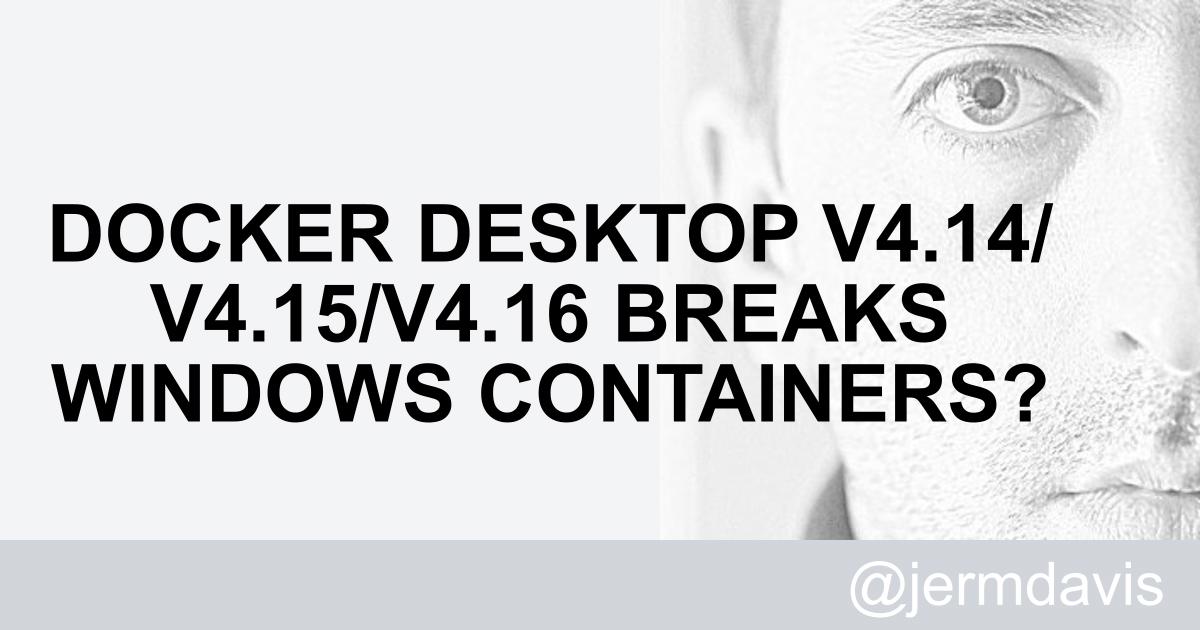 DOCKER DESKTOP V4.14/
V4.15/V4.16 BREAKS
WINDOWS CONTAINERS?
@jermdavis